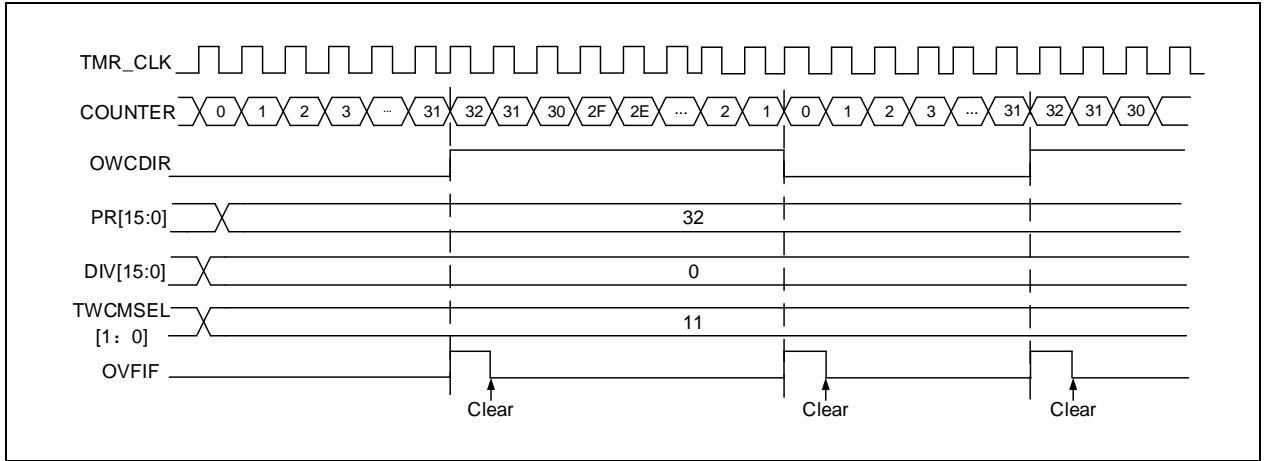 TMR_CLK
COUNTER 0 1 2 3 ... 31 32 31 30 2F 2E ... 2 1 0 1 2 3 ... 31 32 31 30
OWCDIR
PR[15:0] 32
DIV[15:0] 0
TWCMSEL
[1：0] 11
OVFIF
Clear Clear Clear